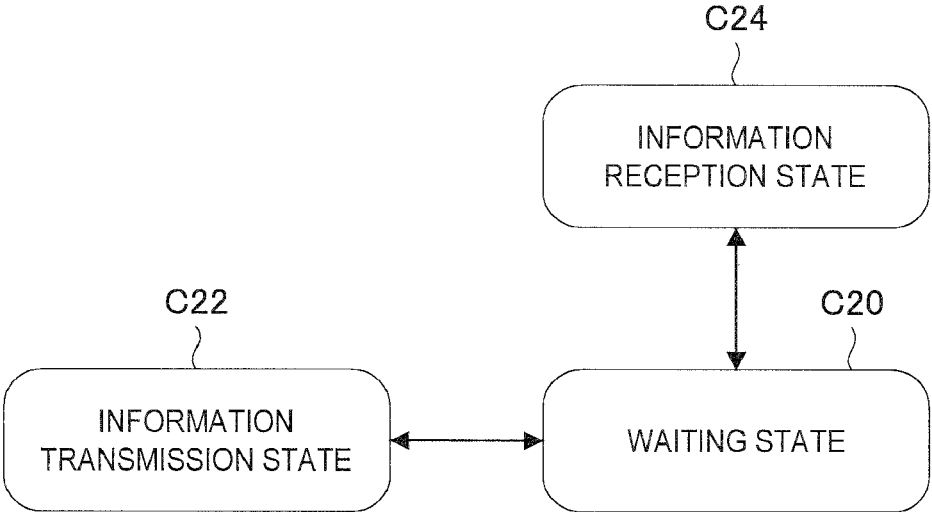 C24
INFORMATION
RECEPTION STATE
C22
C20
INFORMATION
TRANSMISSION STATE
WAITING STATE